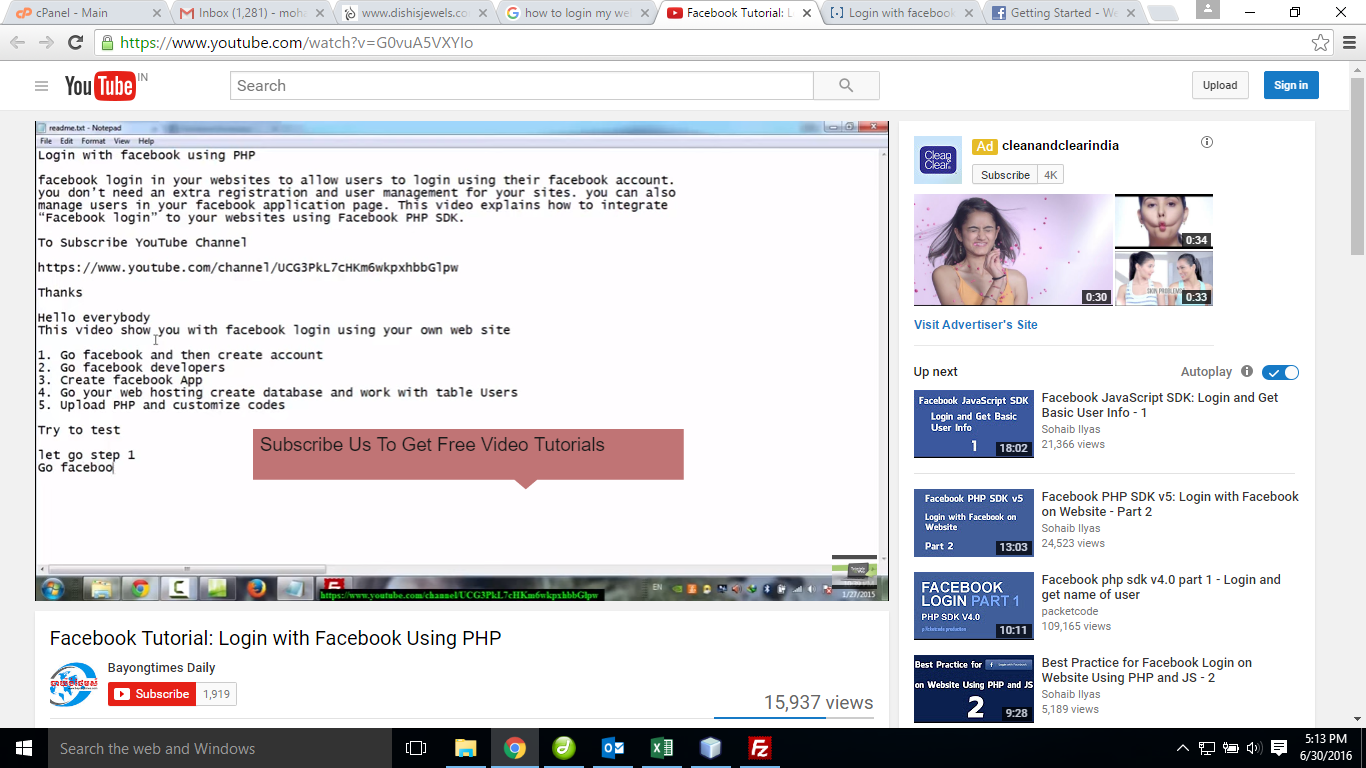 cPanel - Main
Inbox (1,281) - moh
www.dishisjewels.co
how to login my web
Facebook Tutorial: L
Login with facebook
Getting Started - We
https://www.youtube.com/watch?v=G0vuA5VXYIo
YouTube IN
Search
Upload
Sign in
readme.txt - Notepad
File Edit Format View Help
Login with facebook using PHP
facebook login in your websites to allow users to login using their facebook account.
you don't need an extra registration and user management for your sites. you can also
manage users in your facebook application page. This video explains how to integrate
“Facebook login” to your websites using Facebook PHP SDK.
To Subscribe YouTube Channel
https://www.youtube.com/channel/UCG3PkL7cHKm6wkpxhbbGlpw
Thanks
Hello everybody
This video show you with facebook login using your own web site
1. Go facebook and then create account
2. Go facebook developers
3. Create facebook App
4. Go your web hosting create database and work with table Users
5. Upload PHP and customize codes
Try to test
let go step 1
Go faceboo
Subscribe Us To Get Free Video Tutorials
https://www.youtube.com/channel/UCG3PkL7cHKm6wkpxhbbGlpw
EN
1/27/2015
Facebook Tutorial: Login with Facebook Using PHP
Bayongtimes Daily
Subscribe 1,919
15,937 views
Clean & Clear
Ad cleanandclearindia
Subscribe 4K
0:30
0:34
SKIN PROBLEMS
0:33
Visit Advertiser's Site
Up next
Autoplay
Facebook JavaScript SDK
Login and Get Basic
User Info
1
18:02
Facebook JavaScript SDK: Login and Get
Basic User Info - 1
Sohaib Ilyas
21,366 views
Facebook PHP SDK v5
Login with Facebook on
Website
Part 2
13:03
Facebook PHP SDK v5: Login with Facebook
on Website - Part 2
Sohaib Ilyas
24,523 views
FACEBOOK
LOGIN PART 1
PHP SDK V4.0
10:11
Facebook php sdk v4.0 part 1 - Login and
get name of user
packetcode
109,165 views
Best Practice for
on Website Using PHP and JS
2
9:28
Best Practice for Facebook Login on
Website Using PHP and JS - 2
Sohaib Ilyas
5,189 views
Search the web and Windows
5:13 PM
6/30/2016